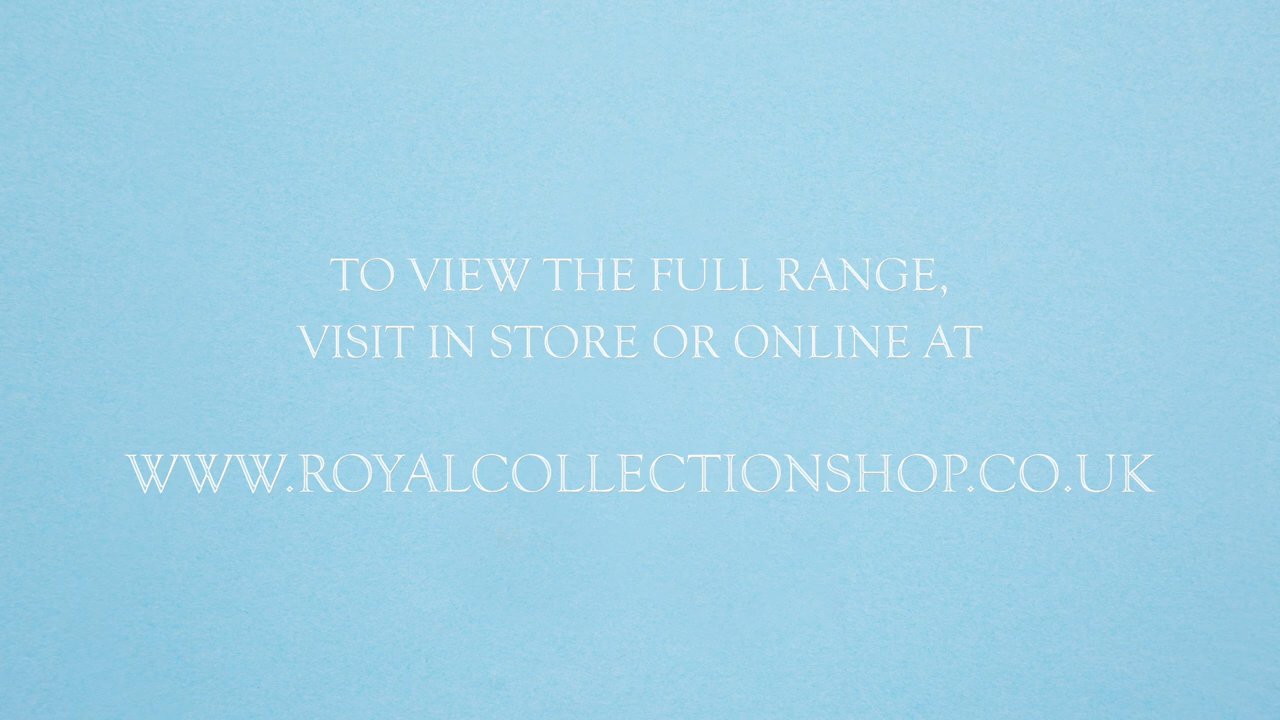 TO VIEW THE FULL RANGE,
VISIT IN STORE OR ONLINE AT
WWW.ROYALCOLLECTIONSHOP.CO.UK